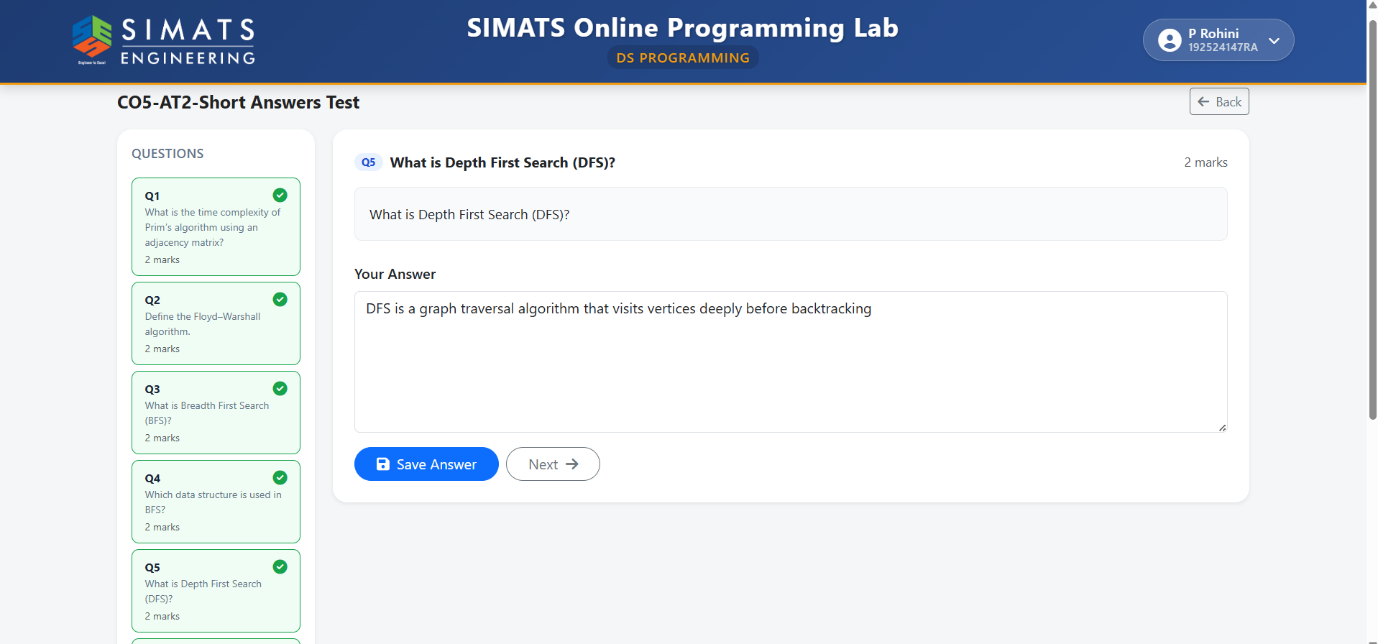 SIMATS
ENGINEERING
Engineer to Excel
SIMATS Online Programming Lab
DS PROGRAMMING
P Rohini
192524147RA
CO5-AT2-Short Answers Test
← Back
QUESTIONS
Q1
What is the time complexity of
Prim's algorithm using an
adjacency matrix?
2 marks
Q2
Define the Floyd–Warshall
algorithm.
2 marks
Q3
What is Breadth First Search
(BFS)?
2 marks
Q4
Which data structure is used in
BFS?
2 marks
Q5
What is Depth First Search
(DFS)?
2 marks
Q5 What is Depth First Search (DFS)? 2 marks
What is Depth First Search (DFS)?
Your Answer
DFS is a graph traversal algorithm that visits vertices deeply before backtracking
Save Answer
Next →